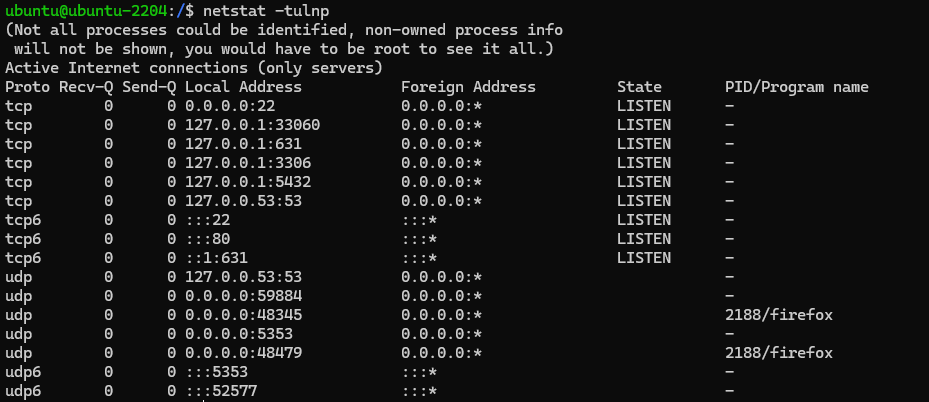 ubuntu@ubuntu-2204:/$ netstat -tulnp
(Not all processes could be identified, non-owned process info
 will not be shown, you would have to be root to see it all.)
Active Internet connections (only servers)
Proto Recv-Q Send-Q Local Address           Foreign Address         State       PID/Program name
tcp        0      0 0.0.0.0:22              0.0.0.0:*               LISTEN      -
tcp        0      0 127.0.0.1:33060         0.0.0.0:*               LISTEN      -
tcp        0      0 127.0.0.1:631           0.0.0.0:*               LISTEN      -
tcp        0      0 127.0.0.1:3306          0.0.0.0:*               LISTEN      -
tcp        0      0 127.0.0.1:5432          0.0.0.0:*               LISTEN      -
tcp        0      0 127.0.0.53:53           0.0.0.0:*               LISTEN      -
tcp6       0      0 :::22                   :::*                    LISTEN      -
tcp6       0      0 :::80                   :::*                    LISTEN      -
tcp6       0      0 ::1:631                 :::*                    LISTEN      -
udp        0      0 127.0.0.53:53           0.0.0.0:*                           -
udp        0      0 0.0.0.0:59884           0.0.0.0:*                           -
udp        0      0 0.0.0.0:48345           0.0.0.0:*                           2188/firefox
udp        0      0 0.0.0.0:5353            0.0.0.0:*                           -
udp        0      0 0.0.0.0:48479           0.0.0.0:*                           2188/firefox
udp6       0      0 :::5353                 :::*                                -
udp6       0      0 :::52577                :::*                                -